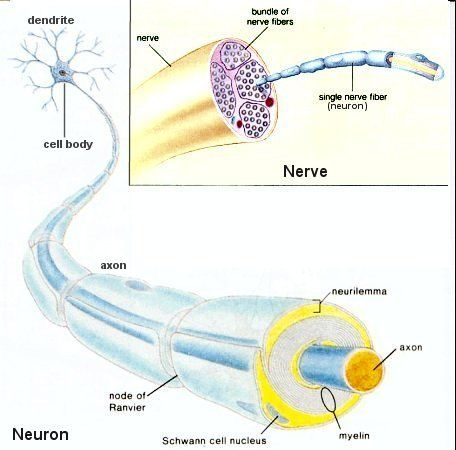 dendrite
cell body
bundle of
nerve fibers
nerve
single nerve fiber
(neuron)
Nerve
axon
neurilemma
axon
node of
Ranvier
myelin
Schwann cell nucleus
Neuron